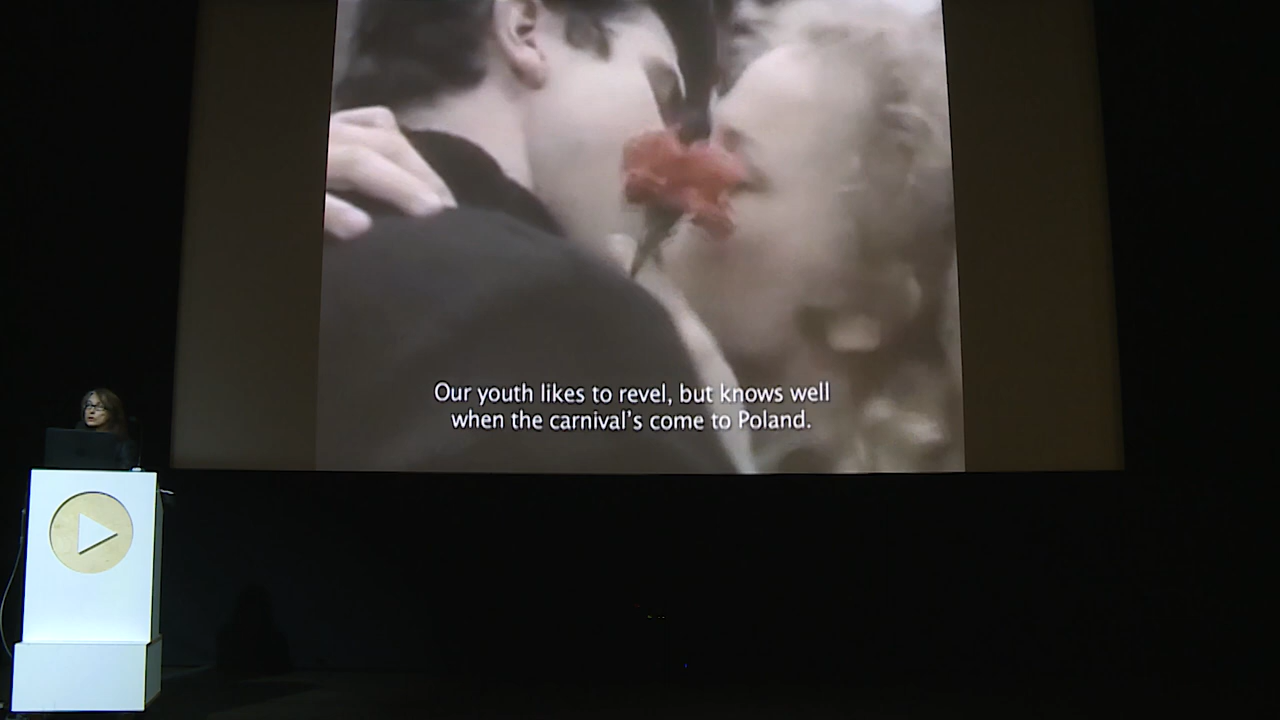 Our youth likes to revel, but knows well
when the carnival's come to Poland.